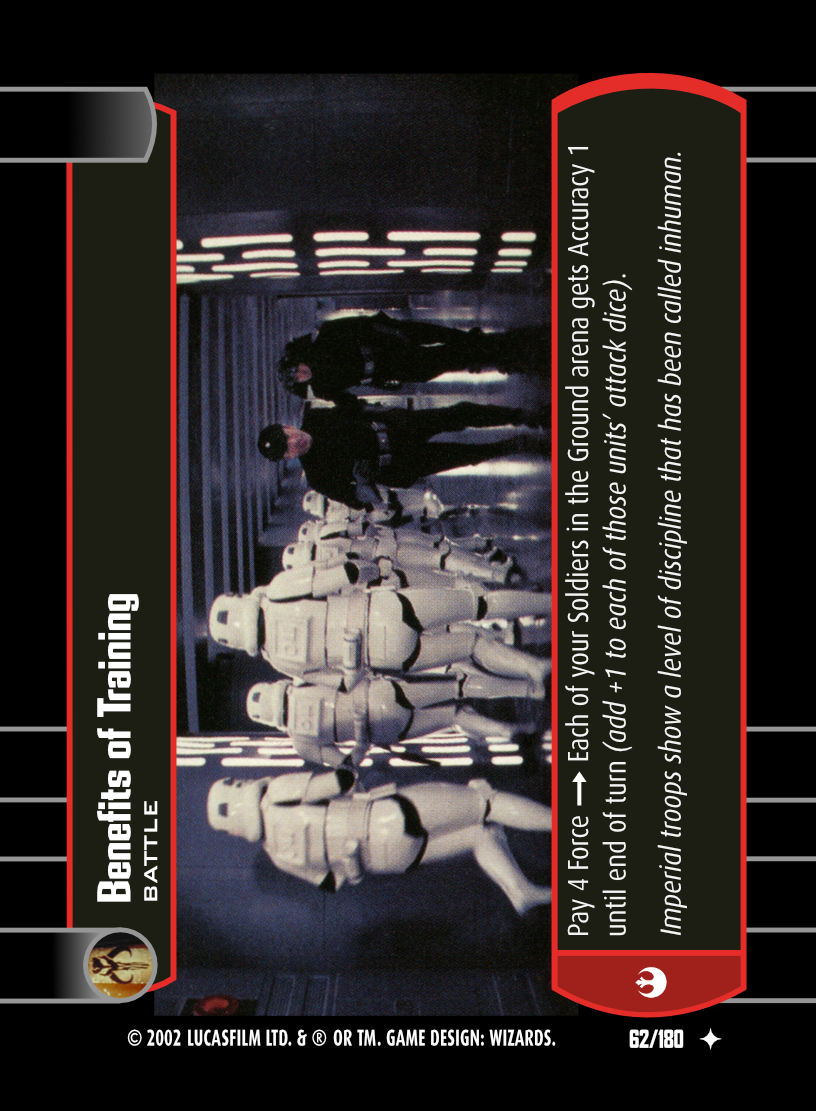 Benefits of Training
BATTLE
Pay 4 Force → Each of your Soldiers in the Ground arena gets Accuracy 1
until end of turn (add +1 to each of those units’ attack dice).
Imperial troops show a level of discipline that has been called inhuman.
© 2002 LUCASFILM LTD. & ® OR TM. GAME DESIGN: WIZARDS.
62/180